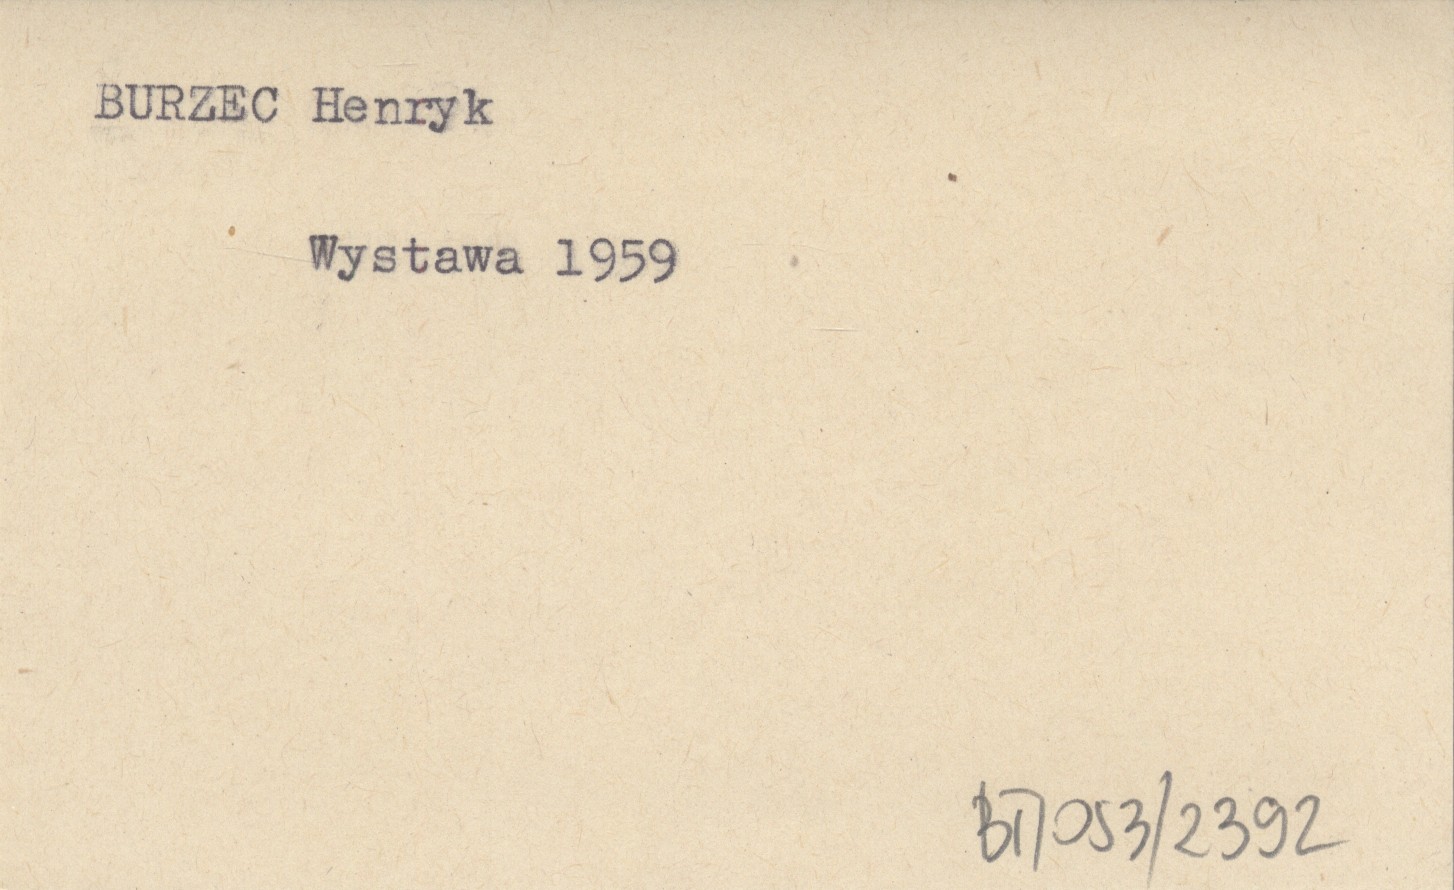 BURZEC Henryk
Wystawa 1959
BT/053/2392